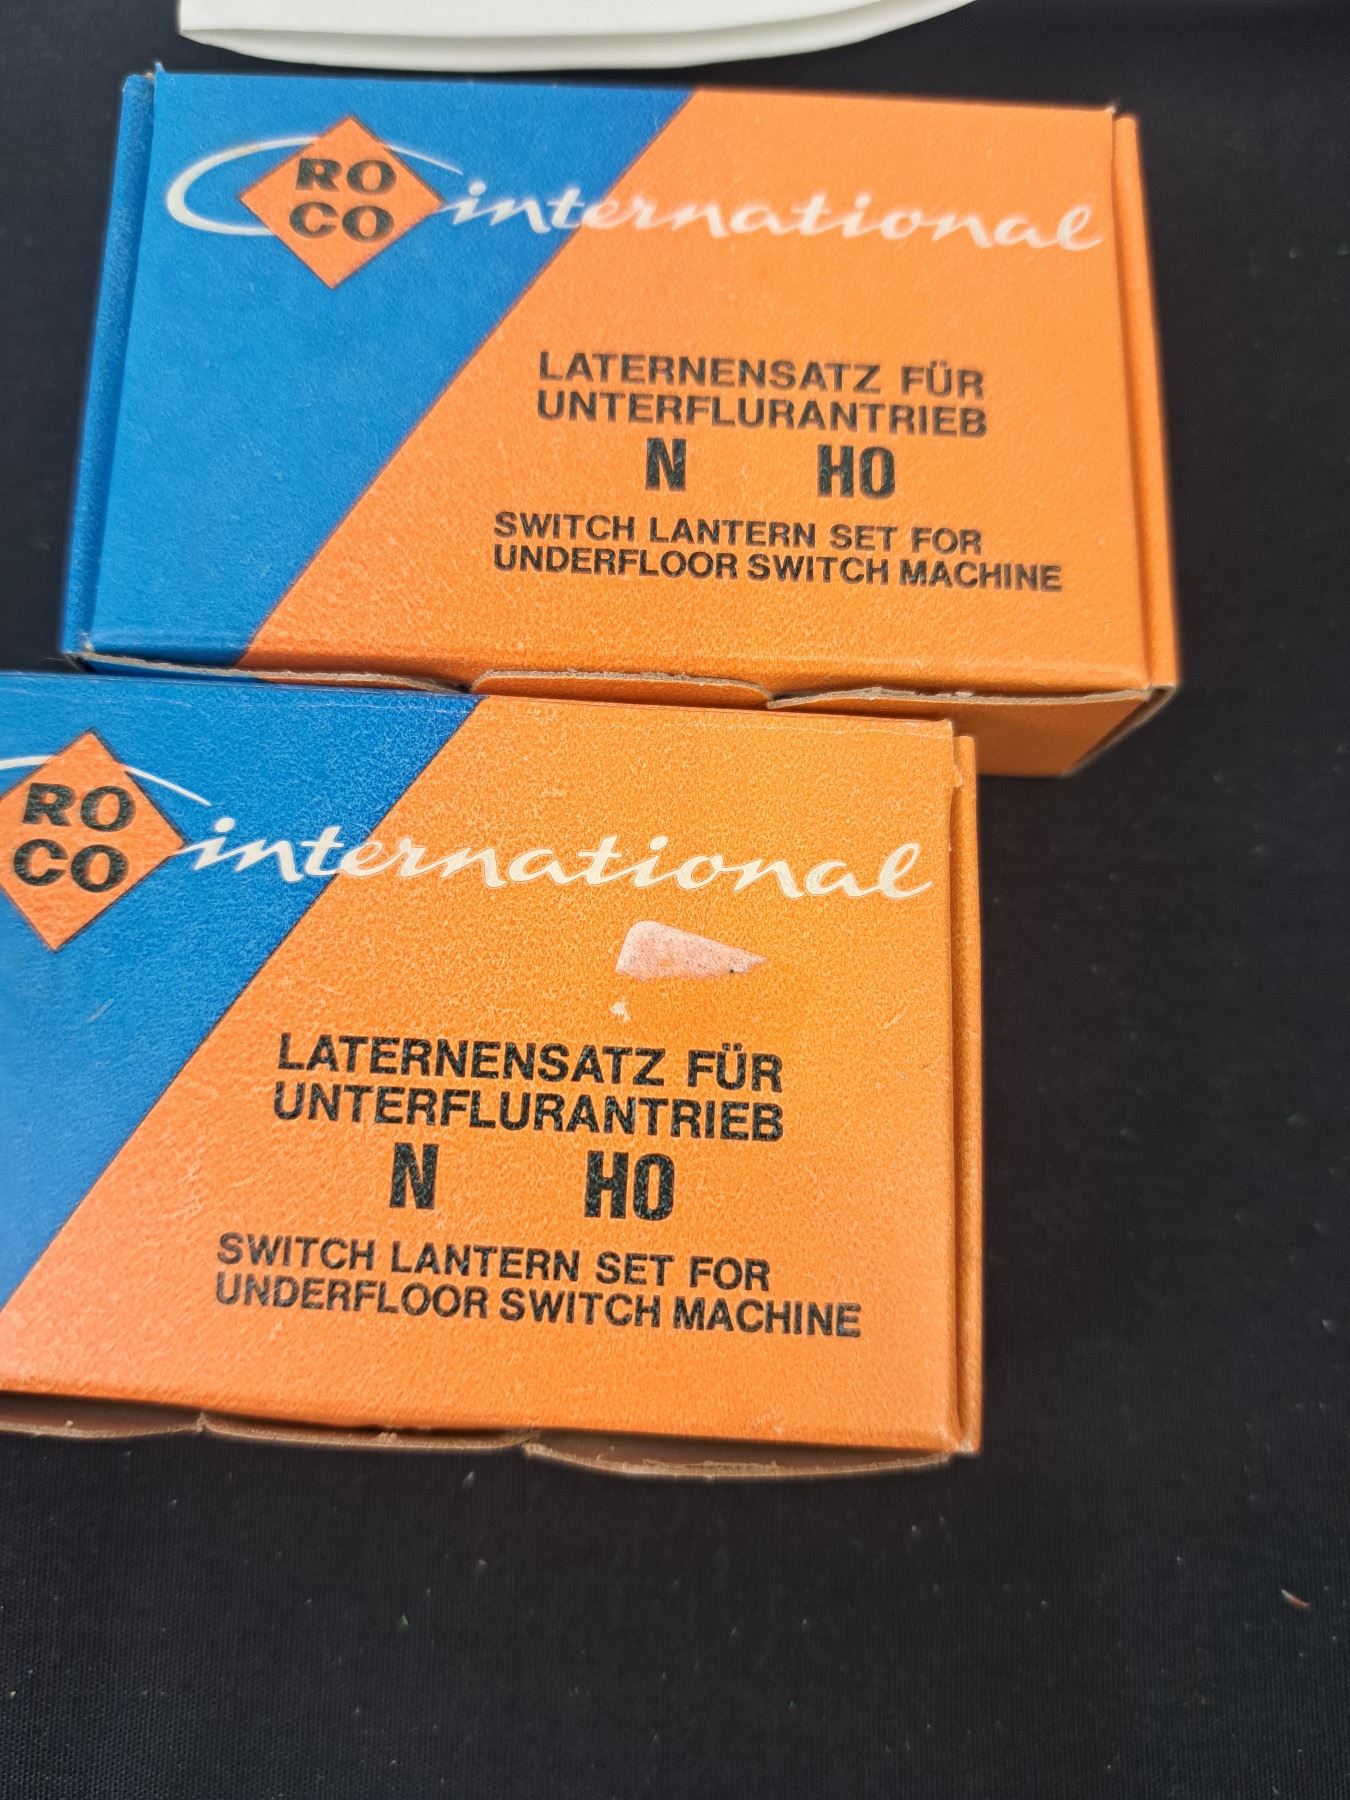 RO
CO
international
LATERNENSATZ FÜR
UNTERFLURANTRIEB
N HO
SWITCH LANTERN SET FOR
UNDERFLOOR SWITCH MACHINE
RO
CO
international
LATERNENSATZ FÜR
UNTERFLURANTRIEB
N HO
SWITCH LANTERN SET FOR
UNDERFLOOR SWITCH MACHINE